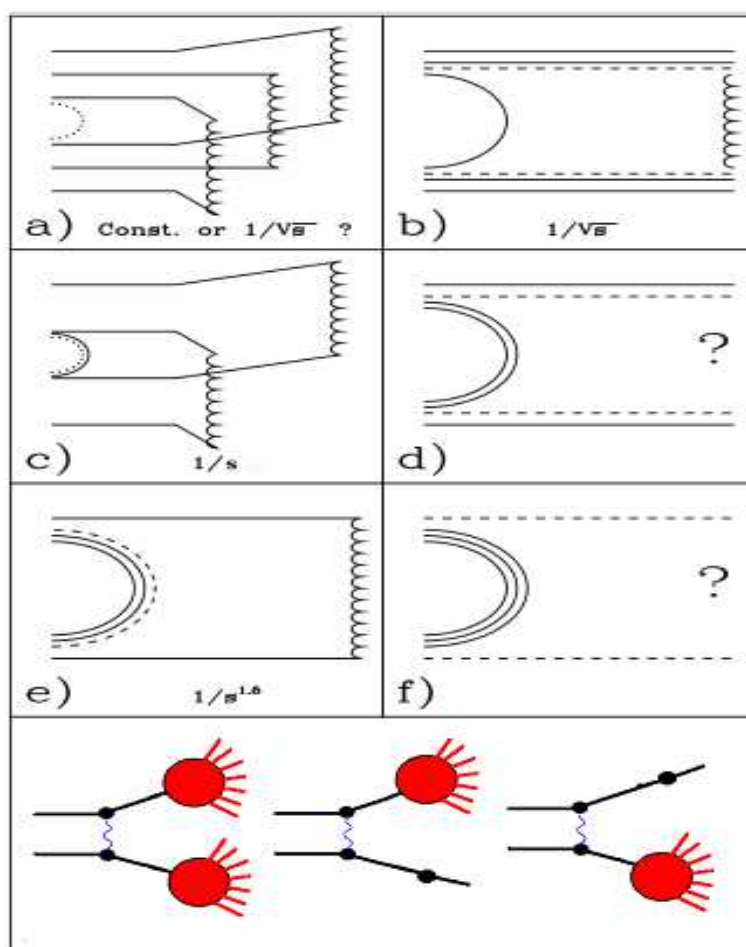 a) Const. or 1/√s ?
b) 1/√s
c) 1/s
d) ?
e) 1/s^1.6
f) ?